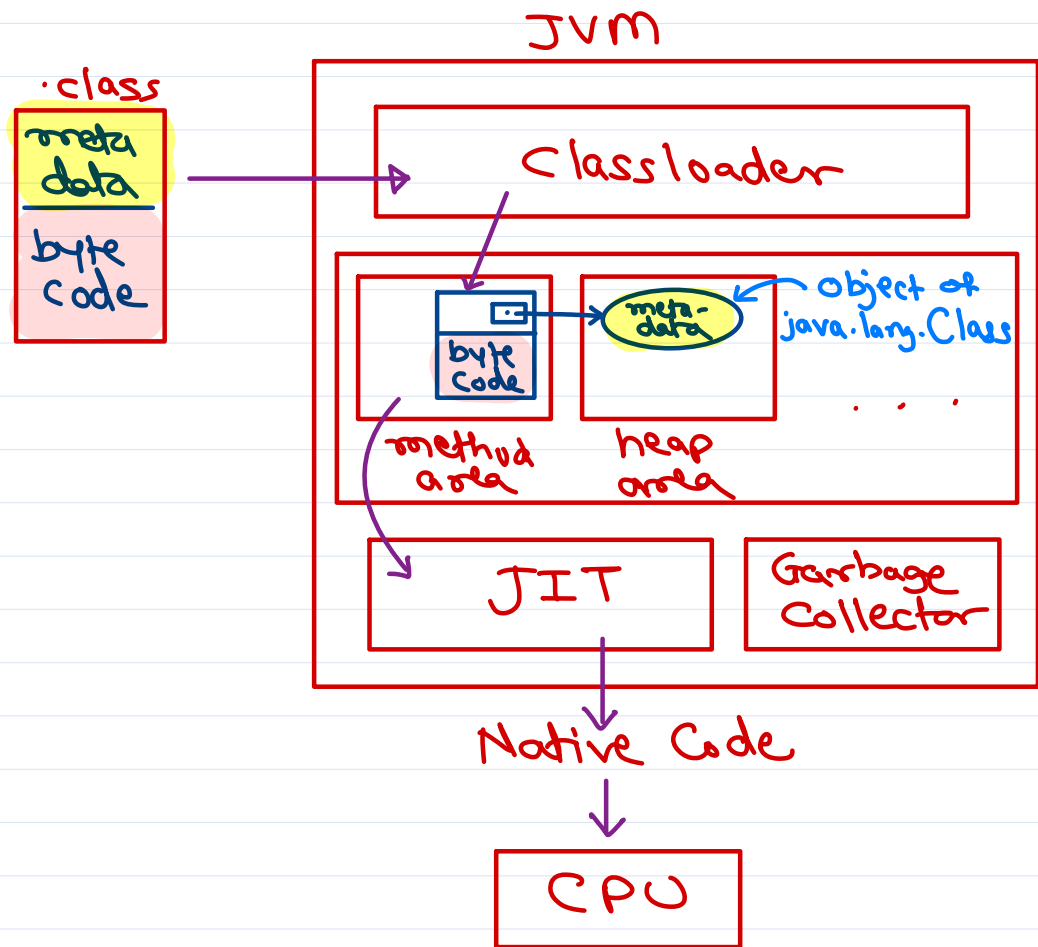 JVM
.class
meta
data
byte
code
Classloader
meta-
data
object of
java.lang.Class
byte
code
. . . .
method
area
heap
area
JIT
Garbage
Collector
Native Code
CPU